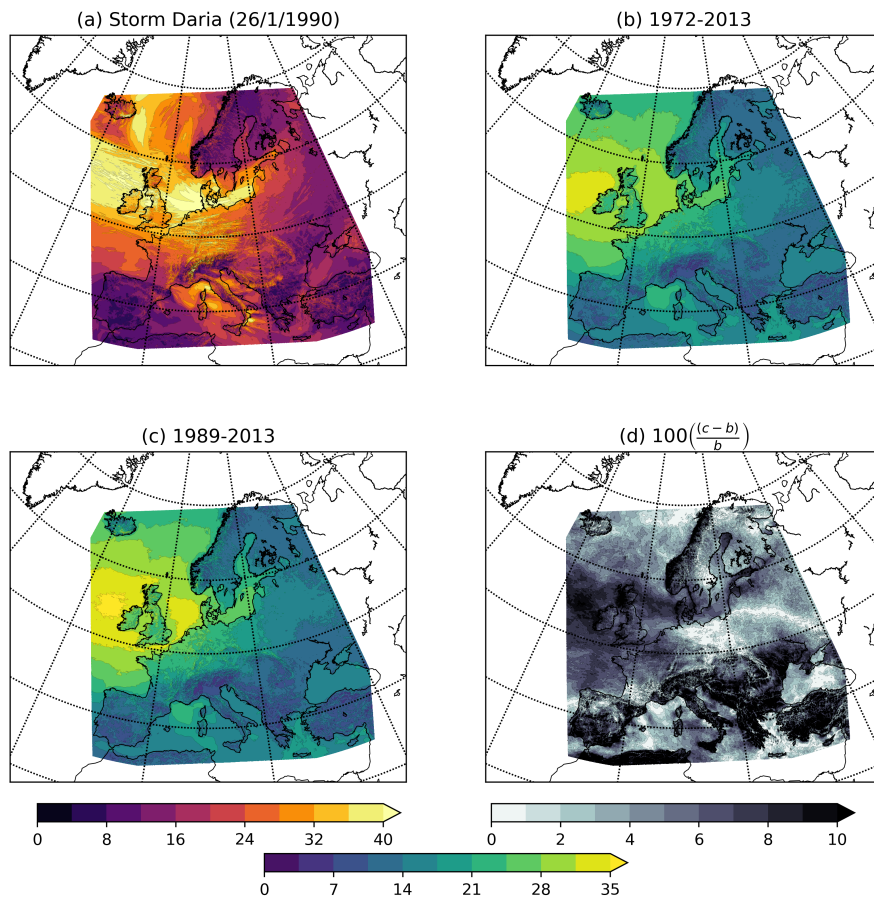 (a) Storm Daria (26/1/1990)
(b) 1972-2013
(c) 1989-2013
(d) 100((c − b)/b)
0 8 16 24 32 40
0 2 4 6 8 10
0 7 14 21 28 35